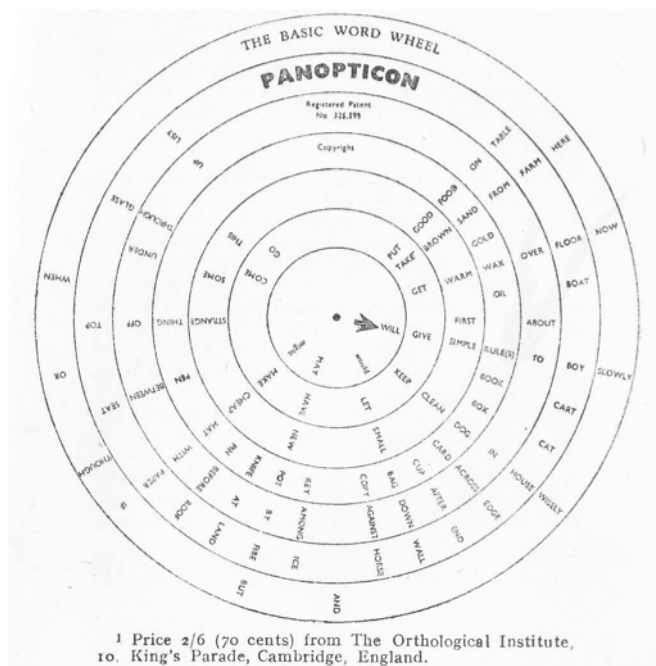 THE BASIC WORD WHEEL
HERE
NOW
SLOWLY
WISELY
AND
BUT
IF
THOUGH
OR
WHEN
PANOPTICON
TABLE
FARM
FLOOR
BOAT
BOY
CART
CAT
HOUSE
EDGE
END
WALL
HORSE
ICE
FIRE
LAND
ROOF
PAPER
SEAT
TOP
GLASS
LIST
Registered Patent
No 325,595
ON
FROM
OVER
ABOUT
TO
IN
ACROSS
AFTER
DOWN
AGAINST
AMONG
BY
AT
BEFORE
WITH
BETWEEN
OFF
UNDER
THROUGH
UP
Copyright
FOOD
SAND
GOLD
WAX
OIL
RULE(S)
BOOK
BOX
DOG
CARD
CUP
BAG
COPY
KEY
POT
KNIFE
PIN
HAT
PEN
THING
GOOD
BROWN
WARM
FIRST
SIMPLE
CLEAN
SMALL
NEW
CHEAP
STRANGE
SOME
THIS
PUT
TAKE
GET
GIVE
KEEP
LET
HAVE
MAKE
COME
GO
WILL
would
MAY
might
1 Price 2/6 (70 cents) from The Orthological Institute,
10, King's Parade, Cambridge, England.